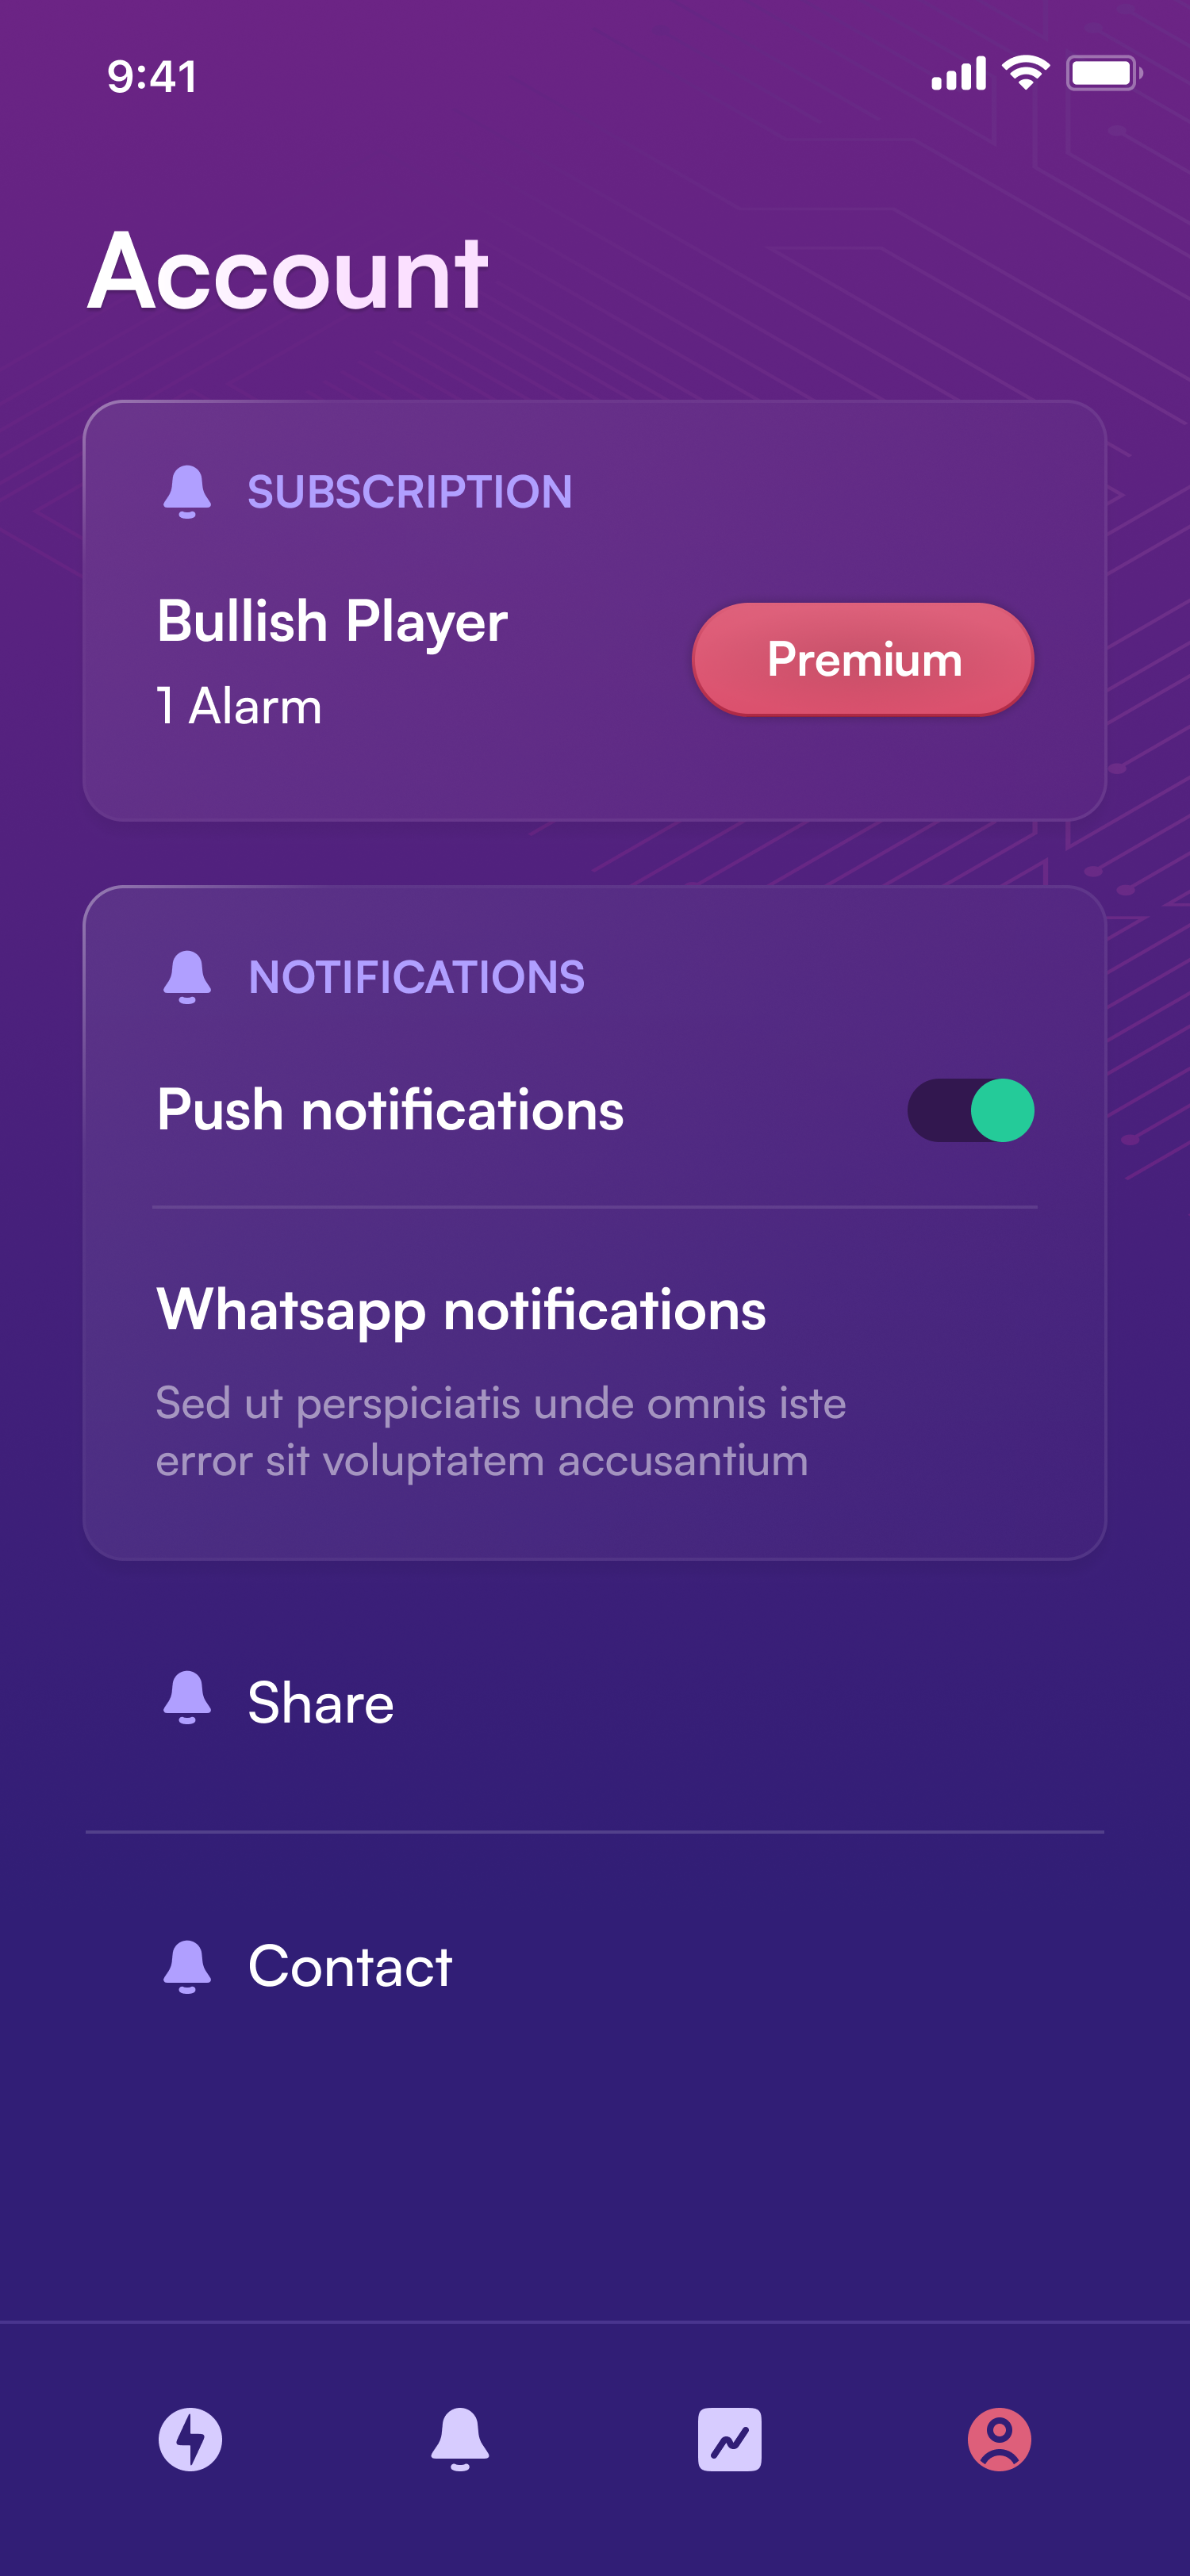 9:41
Account
SUBSCRIPTION
Bullish Player
1 Alarm
Premium
NOTIFICATIONS
Push notifications
Whatsapp notifications
Sed ut perspiciatis unde omnis iste
error sit voluptatem accusantium
Share
Contact